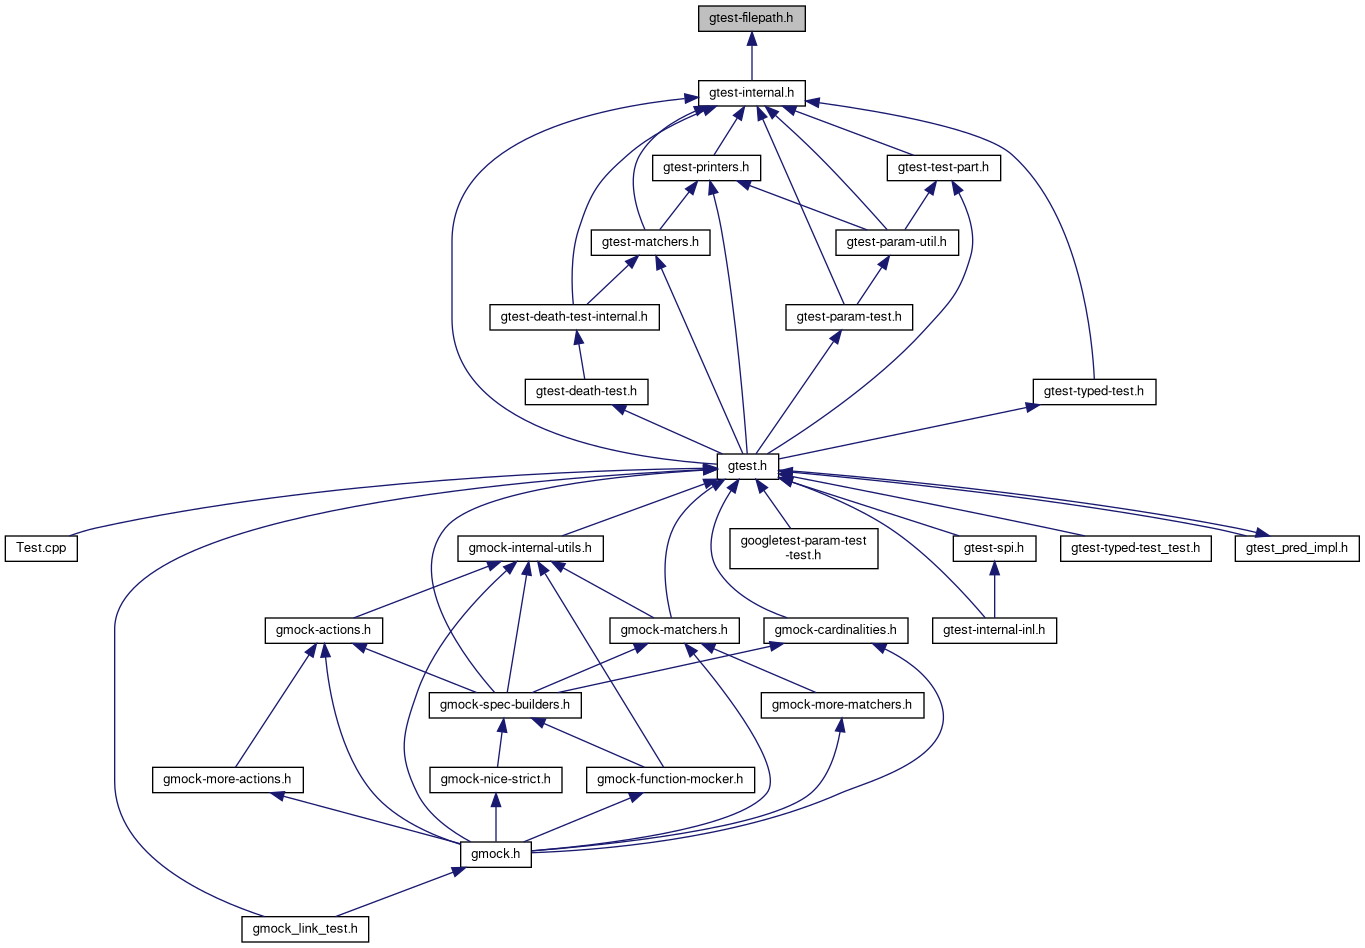 gtest-filepath.h
gtest-internal.h
gtest-printers.h
gtest-test-part.h
gtest-matchers.h
gtest-param-util.h
gtest-death-test-internal.h
gtest-param-test.h
gtest-death-test.h
gtest-typed-test.h
gtest.h
Test.cpp
gmock-internal-utils.h
googletest-param-test
-test.h
gtest-spi.h
gtest-typed-test_test.h
gtest_pred_impl.h
gmock-actions.h
gmock-matchers.h
gmock-cardinalities.h
gtest-internal-inl.h
gmock-spec-builders.h
gmock-more-matchers.h
gmock-more-actions.h
gmock-nice-strict.h
gmock-function-mocker.h
gmock.h
gmock_link_test.h